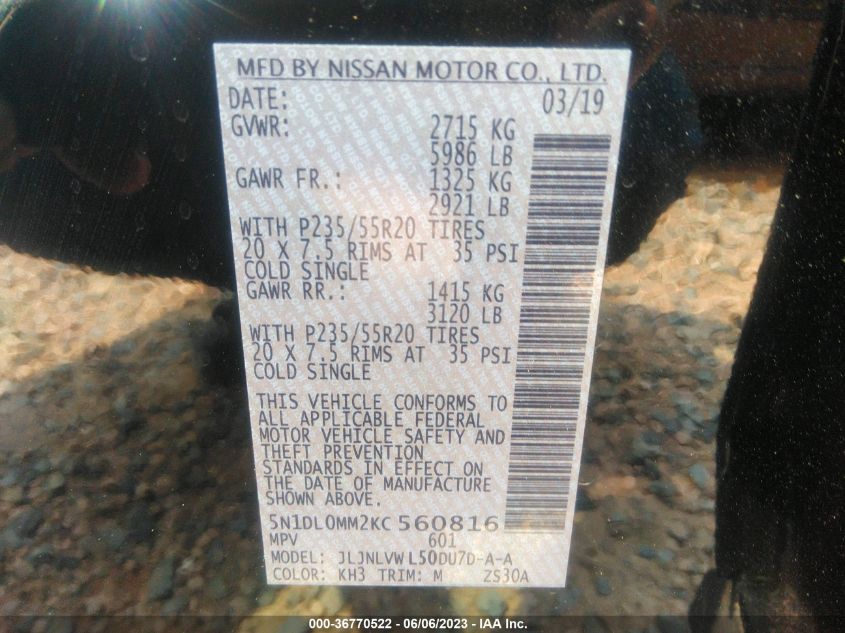 MFD BY NISSAN MOTOR CO., LTD.
DATE: 03/19
GVWR: 2715 KG
5986 LB
GAWR FR.: 1325 KG
2921 LB
WITH P235/55R20 TIRES
20 X 7.5 RIMS AT 35 PSI
COLD SINGLE
GAWR RR.: 1415 KG
3120 LB
WITH P235/55R20 TIRES
20 X 7.5 RIMS AT 35 PSI
COLD SINGLE
THIS VEHICLE CONFORMS TO
ALL APPLICABLE FEDERAL
MOTOR VEHICLE SAFETY AND
THEFT PREVENTION
STANDARDS IN EFFECT ON
THE DATE OF MANUFACTURE
SHOWN ABOVE.
5N1DL0MM2KC560816
MPV 601
MODEL: JLJNLVWL50DU7D-A-A
COLOR: KH3 TRIM: M ZS30A
000-36770522 - 06/06/2023 - IAA Inc.